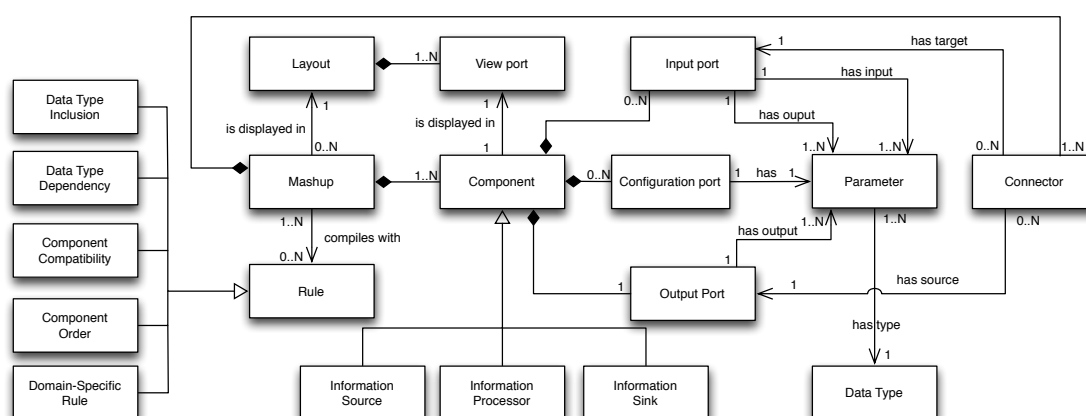 1
has target
Layout
1..N
View port
Input port
1
has input
Data Type
Inclusion
1
1
0..N
1
has ouput
0..N
1..N
is displayed in
is displayed in
0..N
1
1..N
1..N
Data Type
Dependency
Mashup
1..N
Component
0..N
Configuration port
1
has
1
Parameter
Connector
1..N
compiles with
1..N
1..N
0..N
has output
Component
Compatibility
0..N
1
Rule
1
Output Port
1
has source
Component
Order
has type
1
Domain-Specific
Rule
Information
Source
Information
Processor
Information
Sink
Data Type